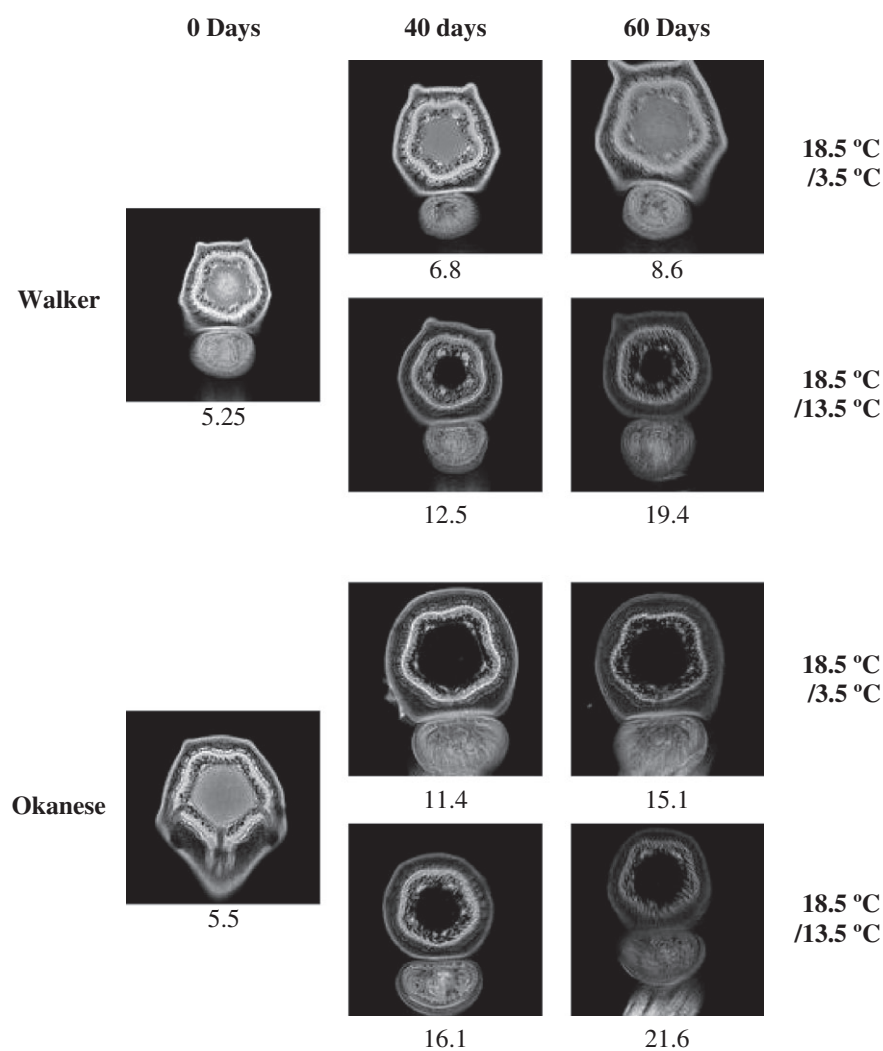 0 Days
40 days
60 Days
18.5 ºC
/3.5 ºC
6.8
8.6
Walker
5.25
18.5 ºC
/13.5 ºC
12.5
19.4
18.5 ºC
/3.5 ºC
11.4
15.1
Okanese
5.5
18.5 ºC
/13.5 ºC
16.1
21.6